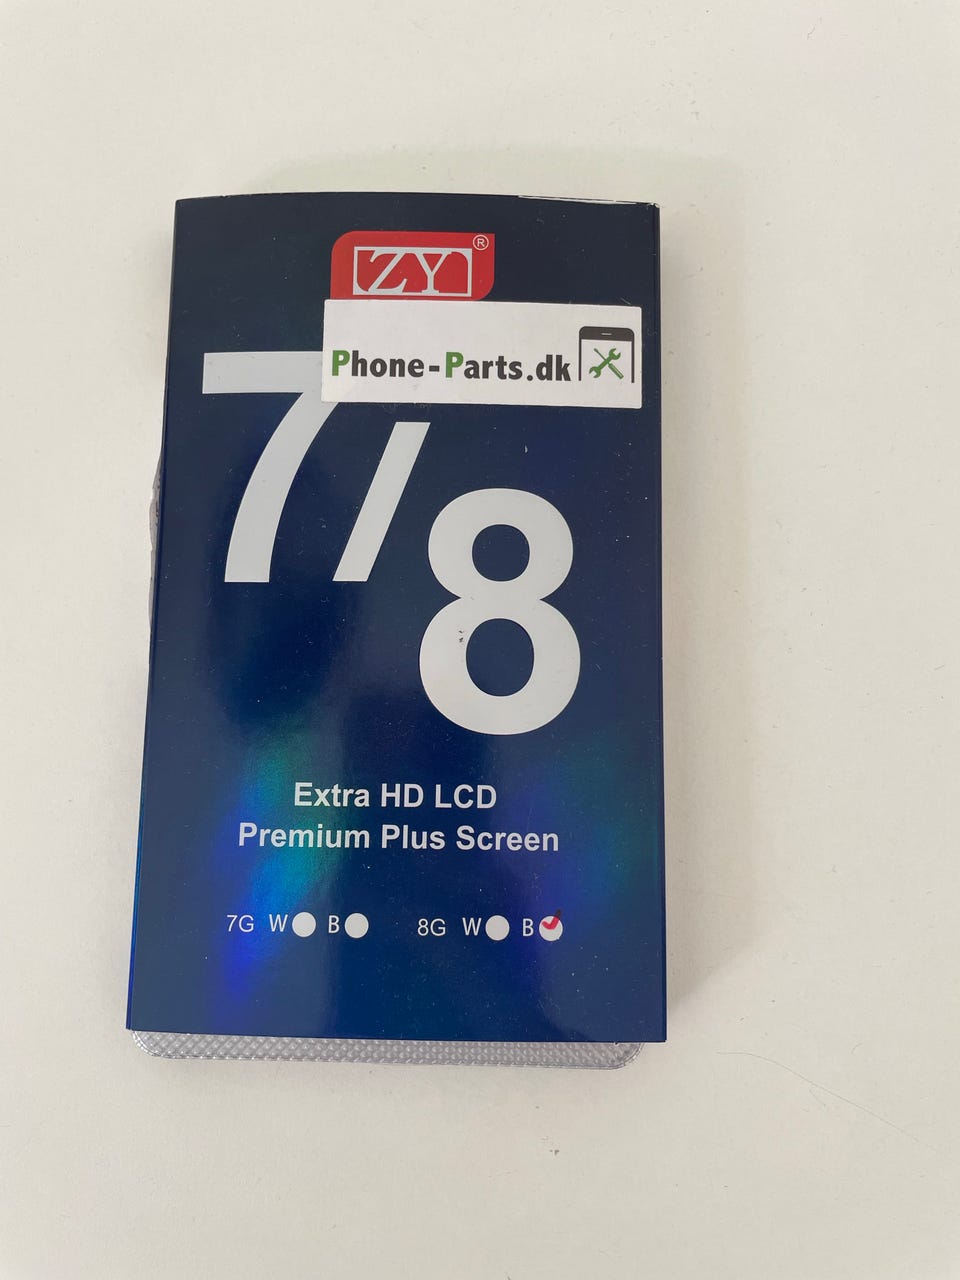 ZY®
Phone-Parts.dk
7/8
Extra HD LCD
Premium Plus Screen
7G W B 8G W B